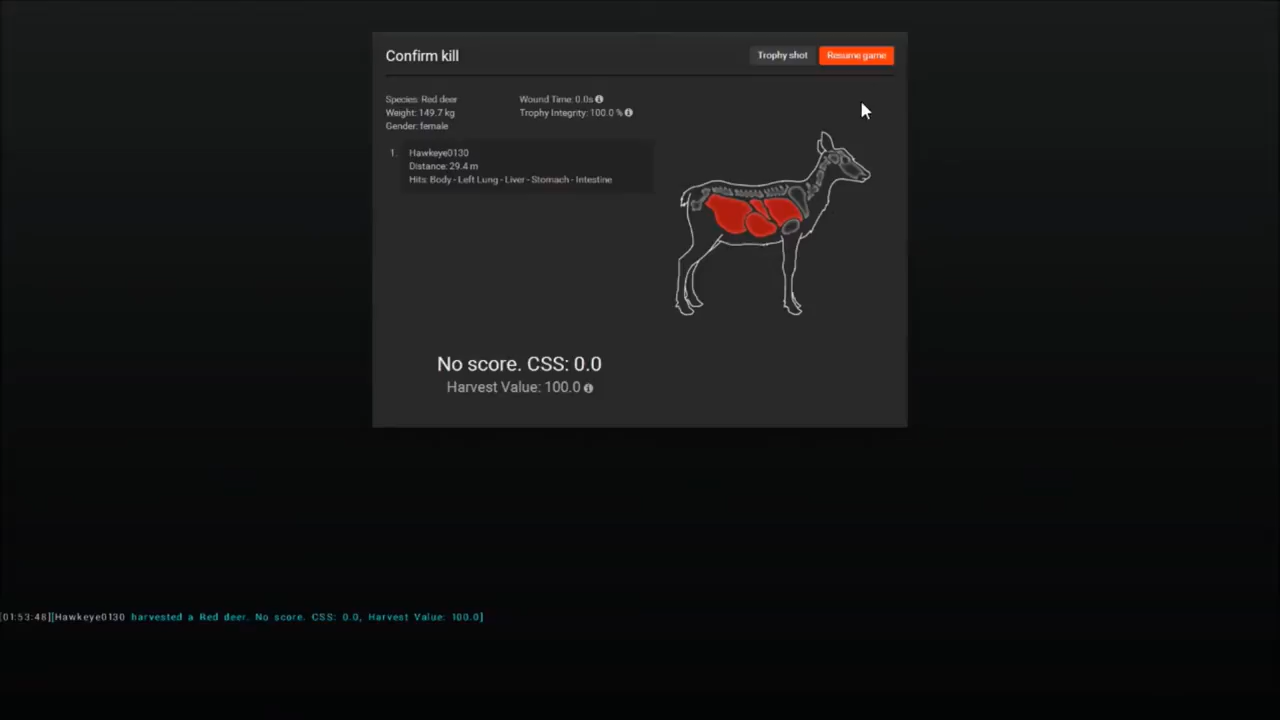 Confirm kill
Trophy shot
Resume game
Species: Red deer
Wound Time: 0.0s
Weight: 149.7 kg
Trophy Integrity: 100.0 %
Gender: female
1. Hawkeye0130
Distance: 29.4 m
Hits: Body - Left Lung - Liver - Stomach - Intestine
No score. CSS: 0.0
Harvest Value: 100.0
[01:53:48][Hawkeye0130 harvested a Red deer. No score. CSS: 0.0, Harvest Value: 100.0]